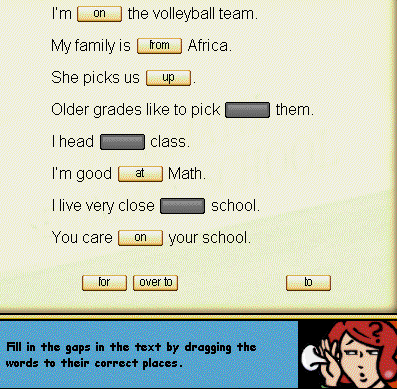 I'm on the volleyball team.
My family is from Africa.
She picks us up .
Older grades like to pick them.
I head class.
I'm good at Math.
I live very close school.
You care on your school.
for over to to
Fill in the gaps in the text by dragging the
words to their correct places.
?